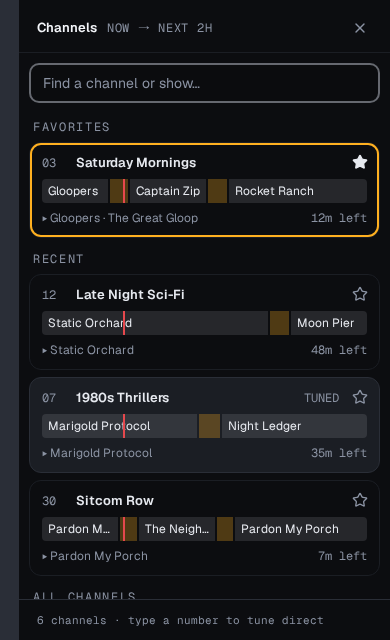 Channels NOW → NEXT 2H
Find a channel or show...
FAVORITES
03 Saturday Mornings
Gloopers Captain Zip Rocket Ranch
Gloopers · The Great Gloop 12m left
RECENT
12 Late Night Sci-Fi
Static Orchard Moon Pier
Static Orchard 48m left
07 1980s Thrillers TUNED
Marigold Protocol Night Ledger
Marigold Protocol 35m left
30 Sitcom Row
Pardon M... The Neigh... Pardon My Porch
Pardon My Porch 7m left
ALL CHANNELS
6 channels · type a number to tune direct